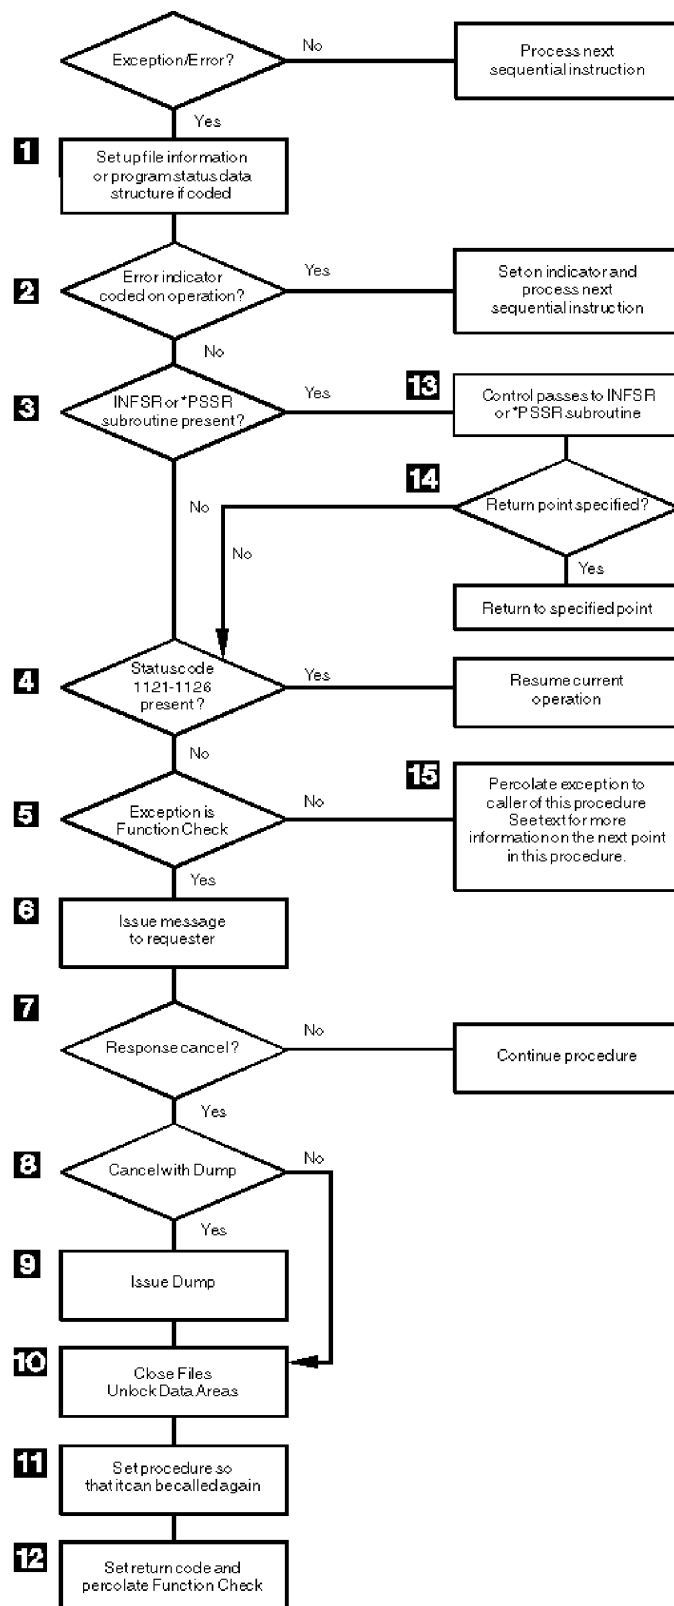 Exception/Error?
No
Process next
sequential instruction
Yes
1
Set up file information
or program status data
structure if coded
2
Error indicator
coded on operation?
Yes
Set on indicator and
process next
sequential instruction
No
3
INFSR or *PSSR
subroutine present?
Yes
13
Control passes to INFSR
or *PSSR subroutine
14
Return point specified?
No
No
Yes
Return to specified point
4
Status code
1121-1126
present?
Yes
Resume current
operation
No
5
Exception is
Function Check
No
15
Percolate exception to
caller of this procedure
See text for more
information on the next point
in this procedure.
Yes
6
Issue message
to requester
7
Response cancel?
No
Continue procedure
Yes
8
Cancel with Dump
No
Yes
9
Issue Dump
10
Close Files
Unlock Data Areas
11
Set procedure so
that it can be called again
12
Set return code and
percolate Function Check